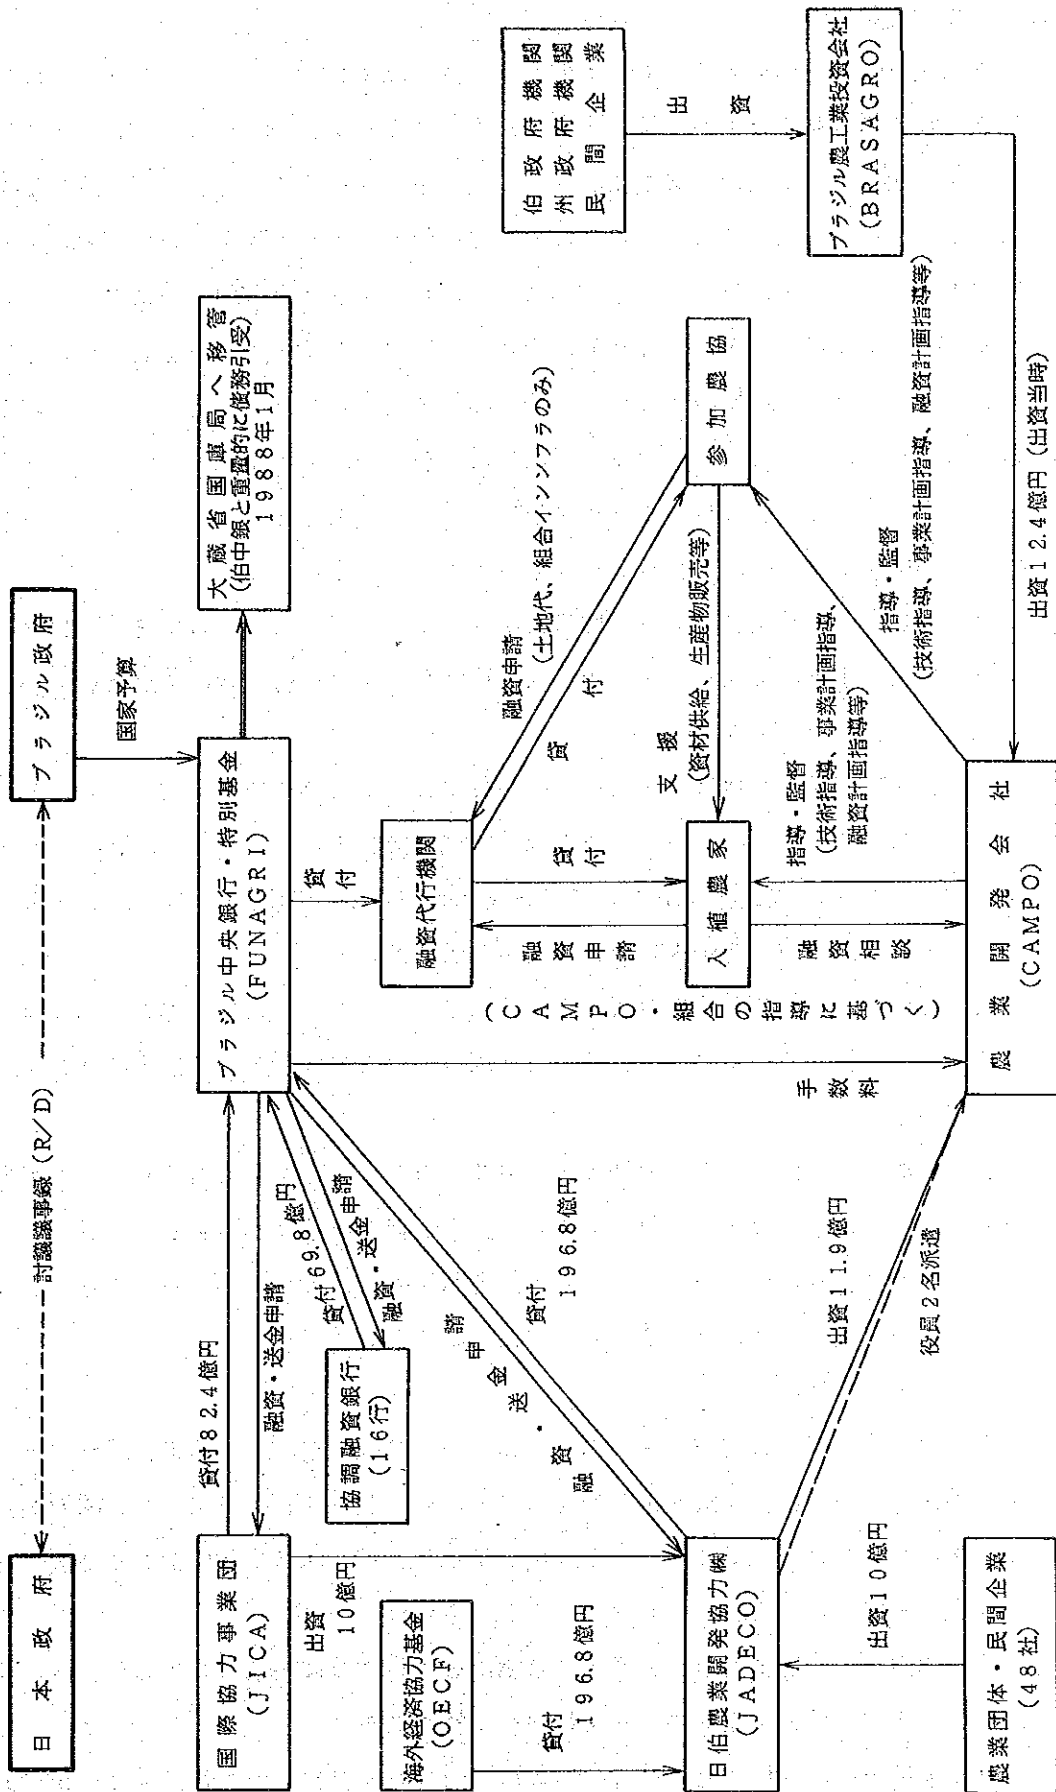 日本政府
討議議事録（R／D）
ブラジル政府
国家予算
国際協力事業団
(JICA)
貸付82.4億円
融資・送金申請
ブラジル中央銀行・特別基金
(FUNAGRI)
大蔵省国庫局へ移管
(伯中銀と重畳的に債務引受)
1988年1月
出資
10億円
協調融資銀行
(16行)
貸付69.8億円
融資・送金申請
貸付
融資代行機関
融資申請
(土地代、組合インフラのみ)
貸付
伯政府機関
州政府機関
民間企業
出資
海外経済協力基金
(OECF)
貸付
196.8億円
融資・送金申請
貸付
196.8億円
融資申請
貸付
(CAMPO・組合の指導に基づく)
支援
(資材供給、生産物販売等)
参加農協
入植農家
日伯農業開発協力㈱
(JADECO)
手数料
融資相談
指導・監督
(技術指導、事業計画指導、
融資計画指導等)
指導・監督
(技術指導、事業計画指導、融資計画指導等)
ブラジル農工業投資会社
(BRASAGRO)
出資11.9億円
役員2名派遣
出資10億円
出資12.4億円（出資当時）
農業団体・民間企業
(48社)
農業開発会社
(CAMPO)